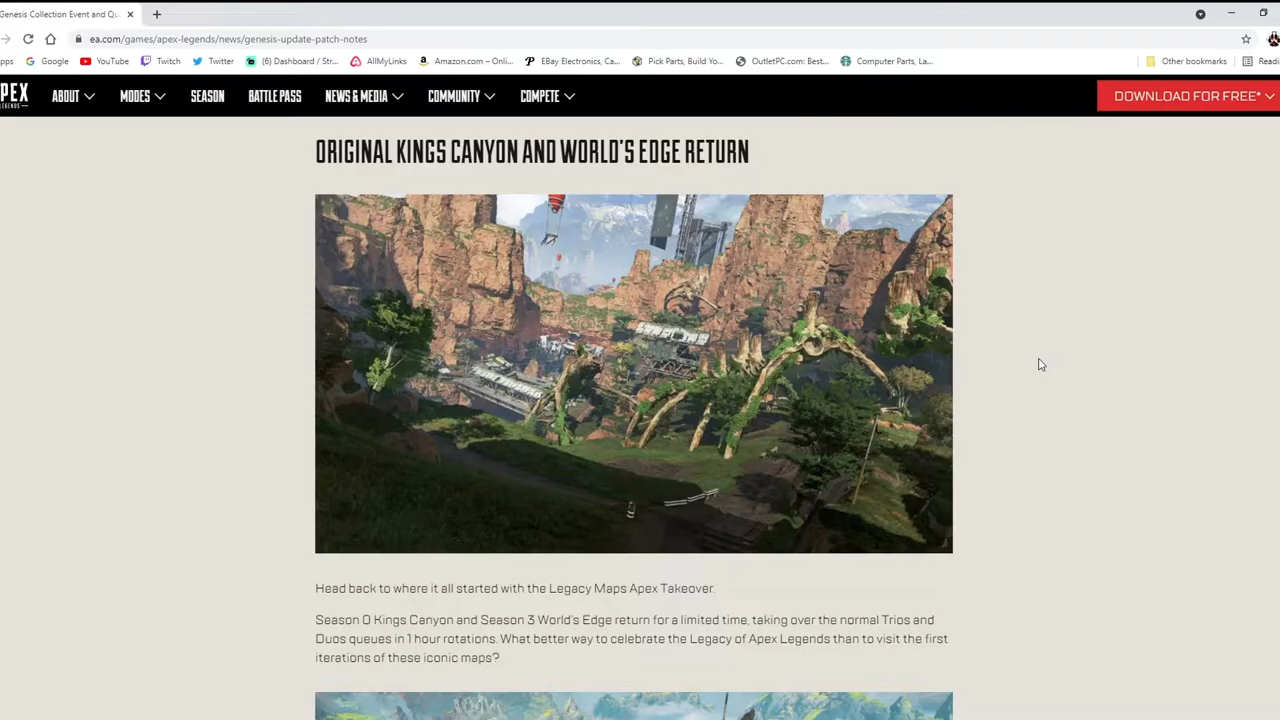 Genesis Collection Event and Qu
ea.com/games/apex-legends/news/genesis-update-patch-notes
pps Google YouTube Twitch Twitter (6) Dashboard / Str... AllMyLinks Amazon.com – Onli... EBay Electronics, Ca... Pick Parts, Build Yo... OutletPC.com: Best... Computer Parts, La... Other bookmarks Readi
PEX
LEGENDS
ABOUT MODES SEASON BATTLE PASS NEWS & MEDIA COMMUNITY COMPETE DOWNLOAD FOR FREE*
ORIGINAL KINGS CANYON AND WORLD'S EDGE RETURN
Head back to where it all started with the Legacy Maps Apex Takeover.
Season 0 Kings Canyon and Season 3 World's Edge return for a limited time, taking over the normal Trios and
Duos queues in 1 hour rotations. What better way to celebrate the Legacy of Apex Legends than to visit the first
iterations of these iconic maps?